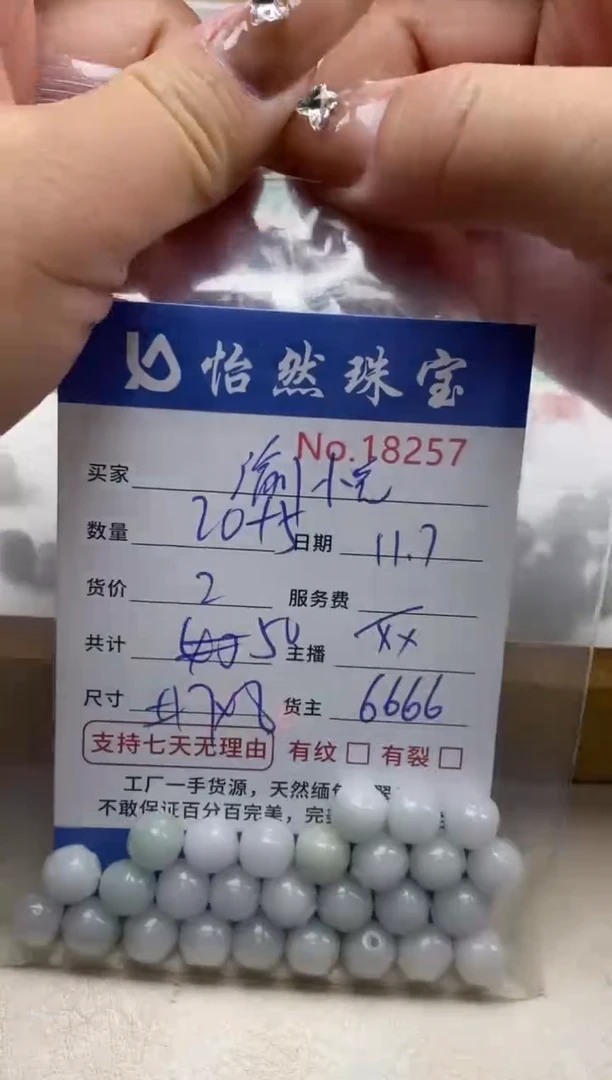 怡然珠宝
No.18257
买家
数量 20+5 日期 11.7
货价 2 服务费
共计 50 主播 XX
尺寸 货主 6666
支持七天无理由 有纹 □ 有裂 □
工厂一手货源，天然缅
不敢保证百分百完美，完